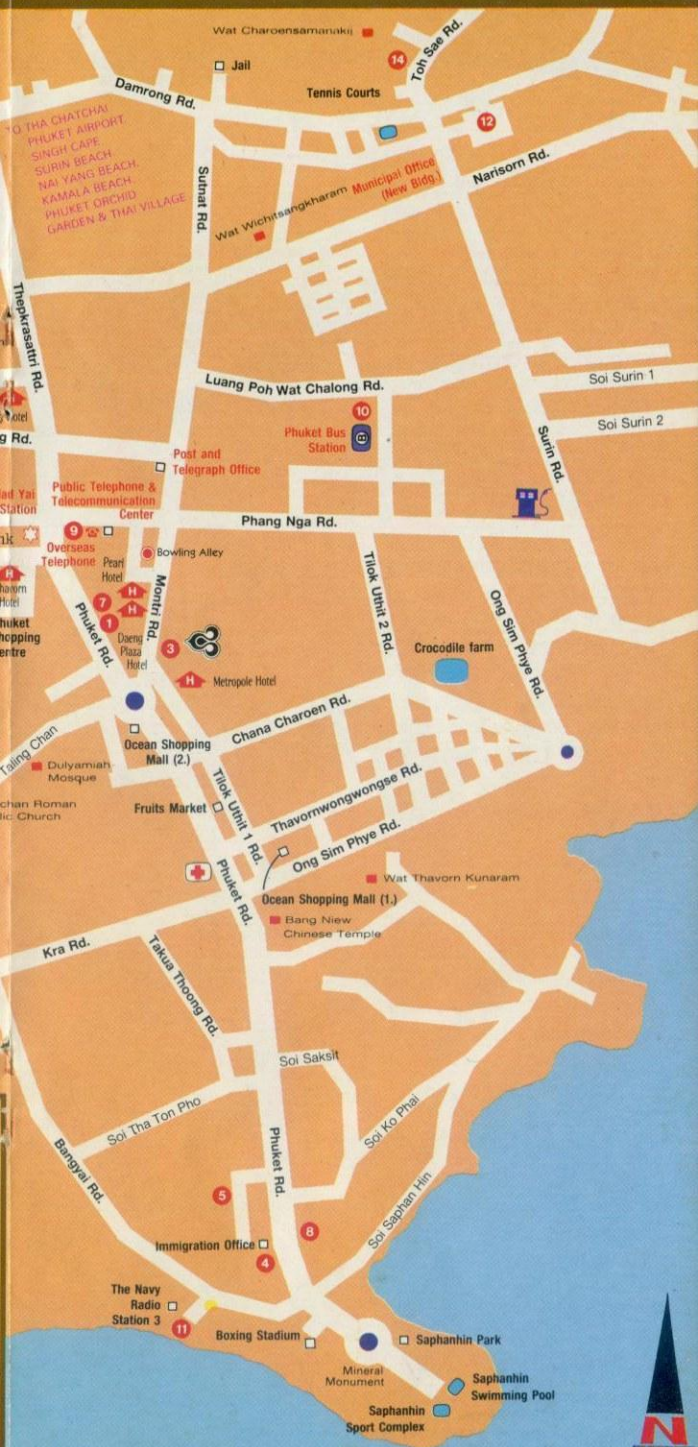 Wat Charoensamanakij
Jail
14
Toh Sae Rd.
Tennis Courts
Damrong Rd.
12
TO THA CHATCHAI
PHUKET AIRPORT.
SINGH CAPE
SURIN BEACH.
NAI YANG BEACH.
KAMALA BEACH.
PHUKET ORCHID
GARDEN & THAI VILLAGE
Sutnat Rd.
Narisorn Rd.
Municipal Office
(New Bldg.)
Wat Wichitsangkharam
Thepkrasattri Rd.
Luang Poh Wat Chalong Rd.
Soi Surin 1
Soi Surin 2
10
Phuket Bus
Station
B
Surin Rd.
H
Rd.
Post and
Telegraph Office
Yai
Station
Public Telephone &
Telecommunication
Center
Phang Nga Rd.
9
Overseas
Telephone
Bowling Alley
Pearl
Hotel
H
H
7
1
H
Hotel
Montri Rd.
Phuket Rd.
Daeng
Plaza
Hotel
3
H
Metropole Hotel
Tilok Uthit 2 Rd.
Ong Sim Phye Rd.
Crocodile farm
Chana Charoen Rd.
Ocean Shopping
Mall (2.)
Taling Chan
Dulyamiah
Mosque
Roman
Church
Fruits Market
Tilok Uthit 1 Rd.
Thavornwongwongse Rd.
Ong Sim Phye Rd.
Phuket Rd.
Wat Thavorn Kunaram
Ocean Shopping Mall (1.)
Bang Niew
Chinese Temple
Kra Rd.
Takua Thoong Rd.
Soi Saksit
Soi Tha Ton Pho
Soi Ko Phai
Bangyai Rd.
Phuket Rd.
5
8
Soi Saphan Hin
Immigration Office
4
The Navy
Radio
Station 3
11
Boxing Stadium
Saphanhin Park
Mineral
Monument
Saphanhin
Swimming Pool
Saphanhin
Sport Complex
N